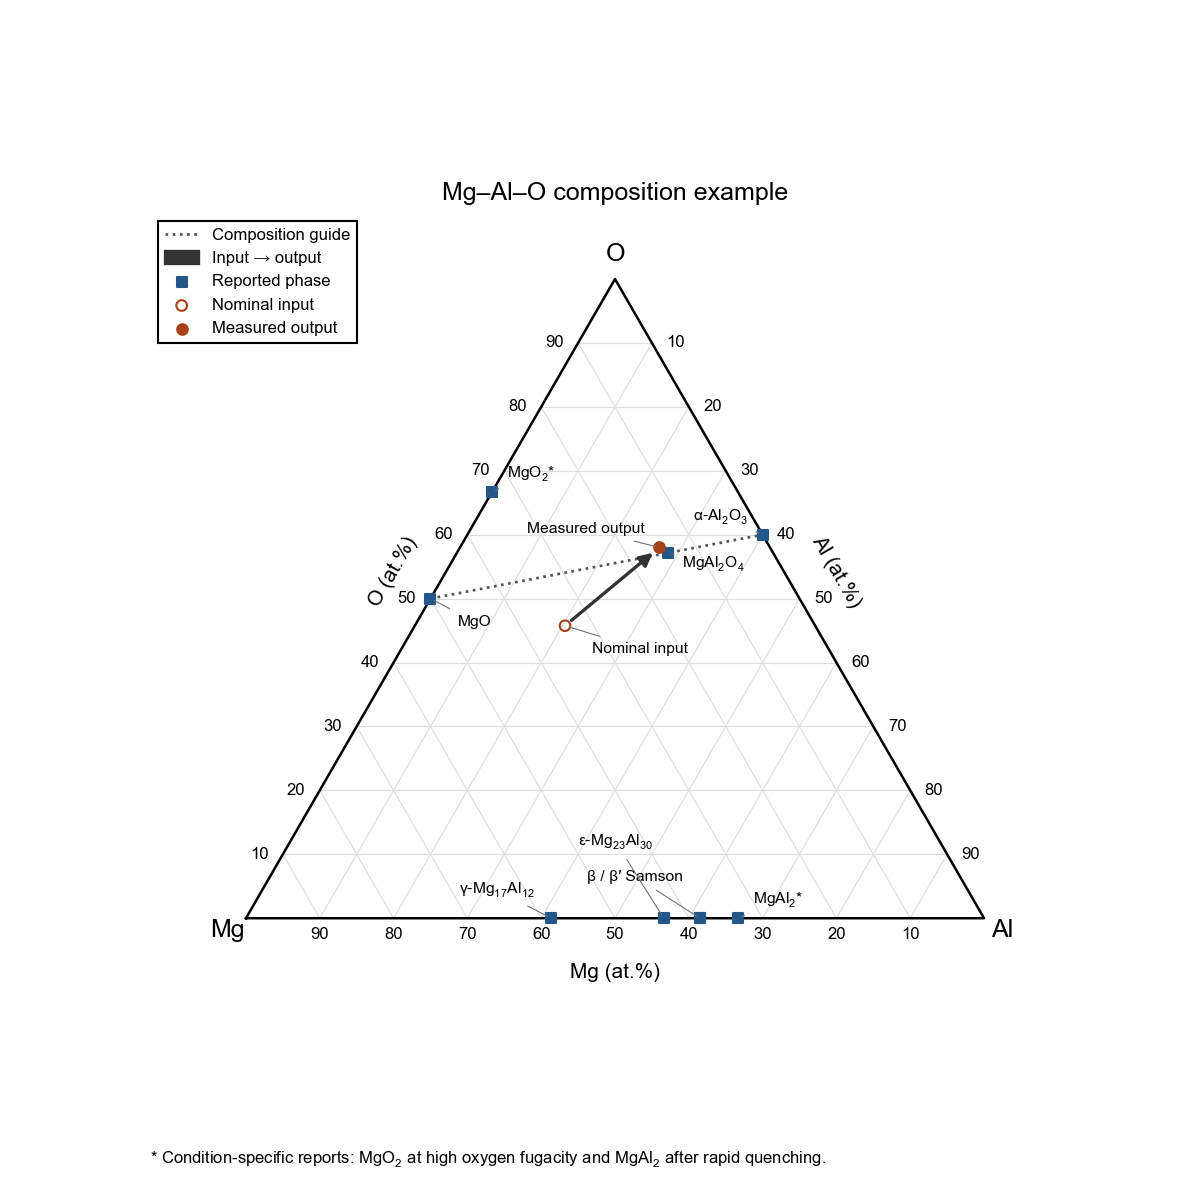 Mg–Al–O composition example
Composition guide
Input → output
Reported phase
Nominal input
Measured output
O
90
10
80
20
70
MgO₂*
30
α-Al₂O₃
Measured output
60
40
MgAl₂O₄
O (at.%)
Al (at.%)
50
50
MgO
Nominal input
40
60
30
70
20
80
ε-Mg₂₃Al₃₀
10
90
β / β′ Samson
γ-Mg₁₇Al₁₂
MgAl₂*
Mg
Al
90 80 70 60 50 40 30 20 10
Mg (at.%)
* Condition-specific reports: MgO₂ at high oxygen fugacity and MgAl₂ after rapid quenching.